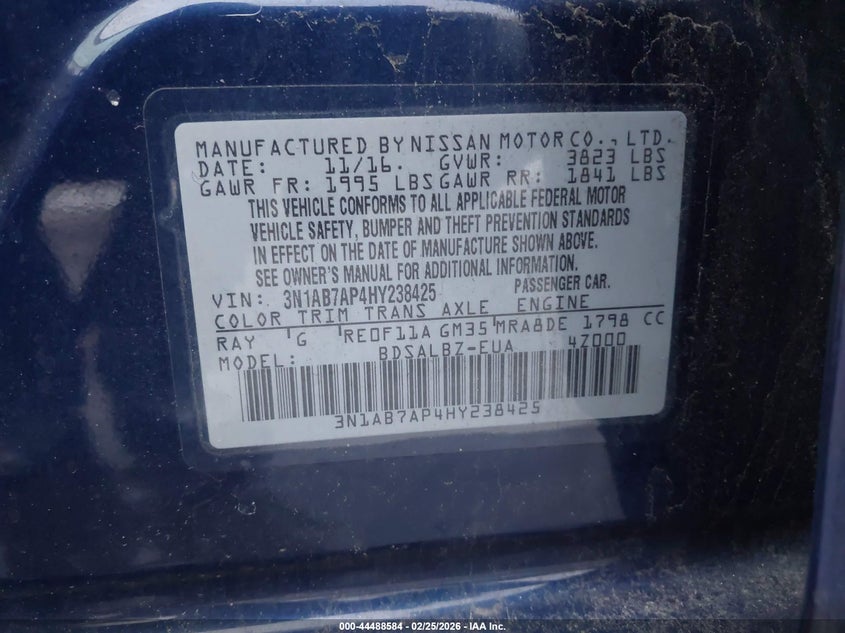 MANUFACTURED BY NISSAN MOTOR CO., LTD.
DATE: 11/16. GVWR: 3823 LBS
GAWR FR: 1995 LBS GAWR RR: 1841 LBS
THIS VEHICLE CONFORMS TO ALL APPLICABLE FEDERAL MOTOR
VEHICLE SAFETY, BUMPER AND THEFT PREVENTION STANDARDS
IN EFFECT ON THE DATE OF MANUFACTURE SHOWN ABOVE.
SEE OWNER'S MANUAL FOR ADDITIONAL INFORMATION.
VIN: 3N1AB7AP4HY238425 PASSENGER CAR.
COLOR TRIM TRANS AXLE ENGINE
RAY G RE0F11A GM35 MRA8DE 1798 CC
MODEL: BDSALBZ-EUA 4Z000
3N1AB7AP4HY238425
000-44488584 - 02/25/2026 - IAA Inc.